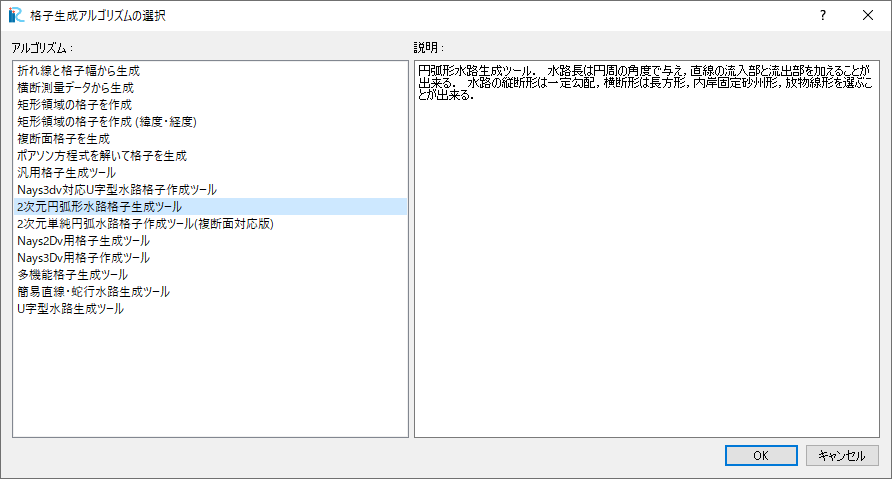 格子生成アルゴリズムの選択
アルゴリズム：
説明：
折れ線と格子幅から生成
横断測量データから生成
矩形領域の格子を作成
矩形領域の格子を作成 (緯度・経度)
複断面格子を生成
ポアソン方程式を解いて格子を生成
汎用格子生成ツール
Nays3dv対応U字型水路格子作成ツール
2次元円弧形水路格子生成ツール
2次元単純円弧水路格子作成ツール(複断面対応版)
Nays2Dv用格子生成ツール
Nays3Dv用格子作成ツール
多機能格子生成ツール
簡易直線・蛇行水路生成ツール
U字型水路生成ツール
円弧形水路生成ツール． 水路長は円周の角度で与え，直線の流入部と流出部を加えることが
出来る． 水路の縦断形は一定勾配，横断形は長方形，内岸固定砂州形，放物線形を選ぶこ
とが出来る．
OK
キャンセル